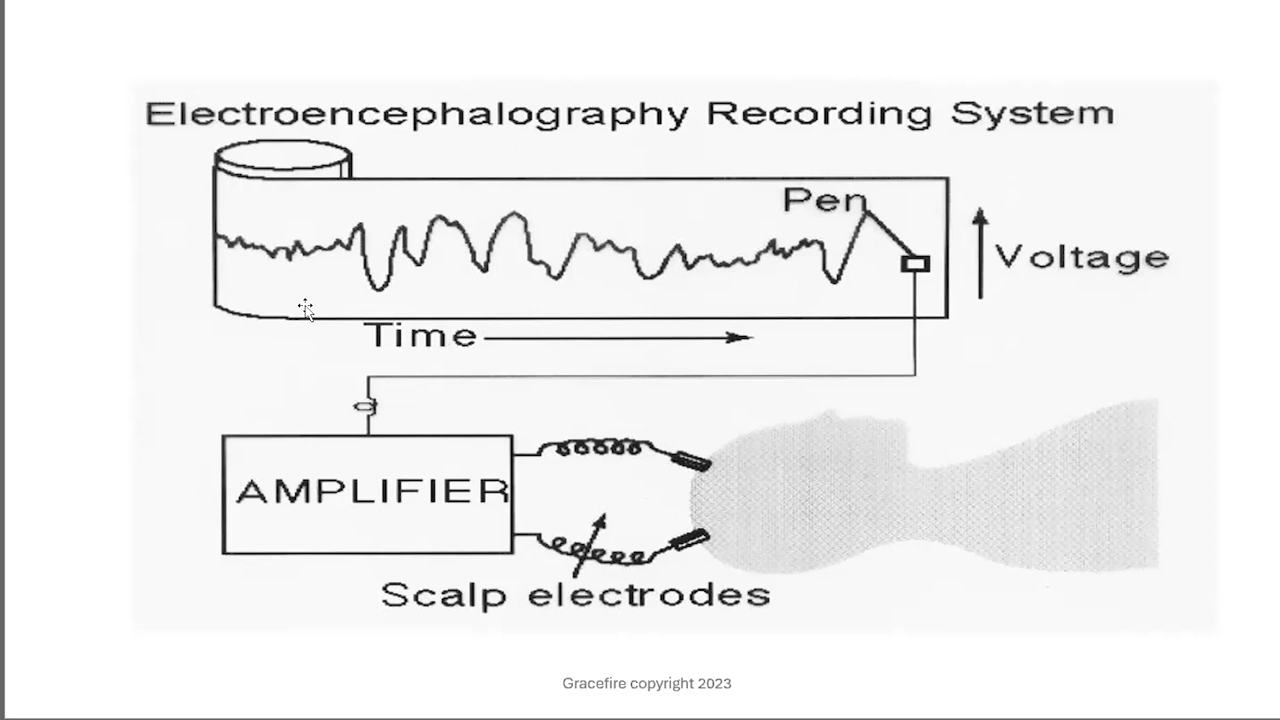 Electroencephalography Recording System
Pen
Voltage
Time
AMPLIFIER
Scalp electrodes
Gracefire copyright 2023